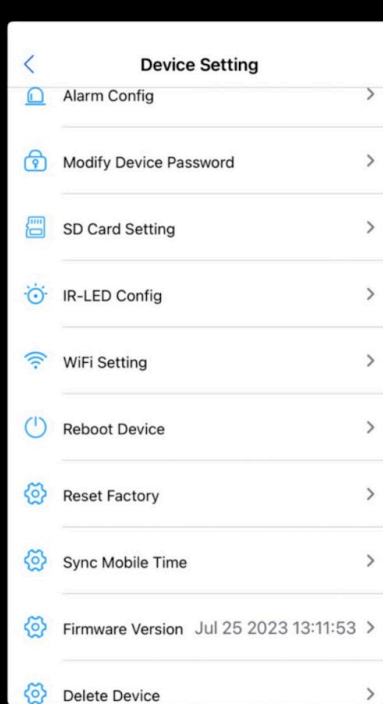 Device Setting
Alarm Config
Modify Device Password
SD Card Setting
IR-LED Config
WiFi Setting
Reboot Device
Reset Factory
Sync Mobile Time
Firmware Version Jul 25 2023 13:11:53
Delete Device